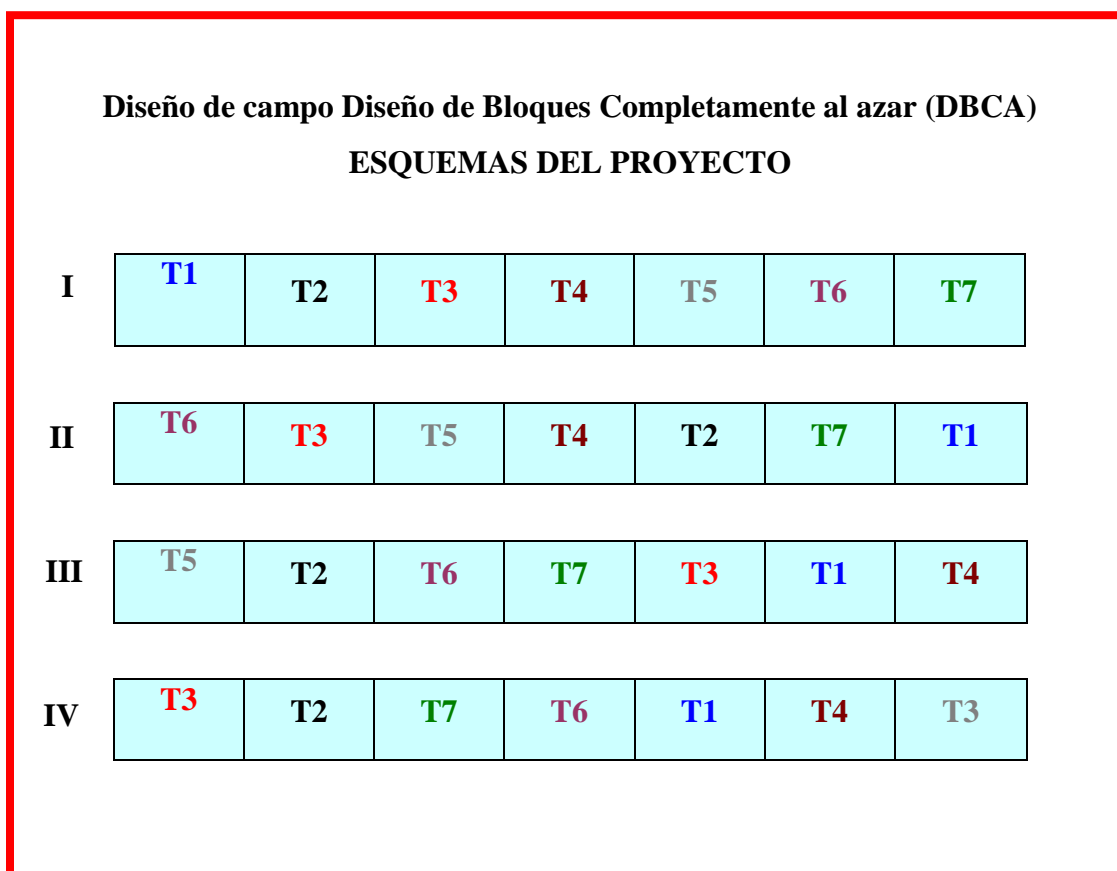 Diseño de campo Diseño de Bloques Completamente al azar (DBCA)
ESQUEMAS DEL PROYECTO
I T1 T2 T3 T4 T5 T6 T7
II T6 T3 T5 T4 T2 T7 T1
III T5 T2 T6 T7 T3 T1 T4
IV T3 T2 T7 T6 T1 T4 T3